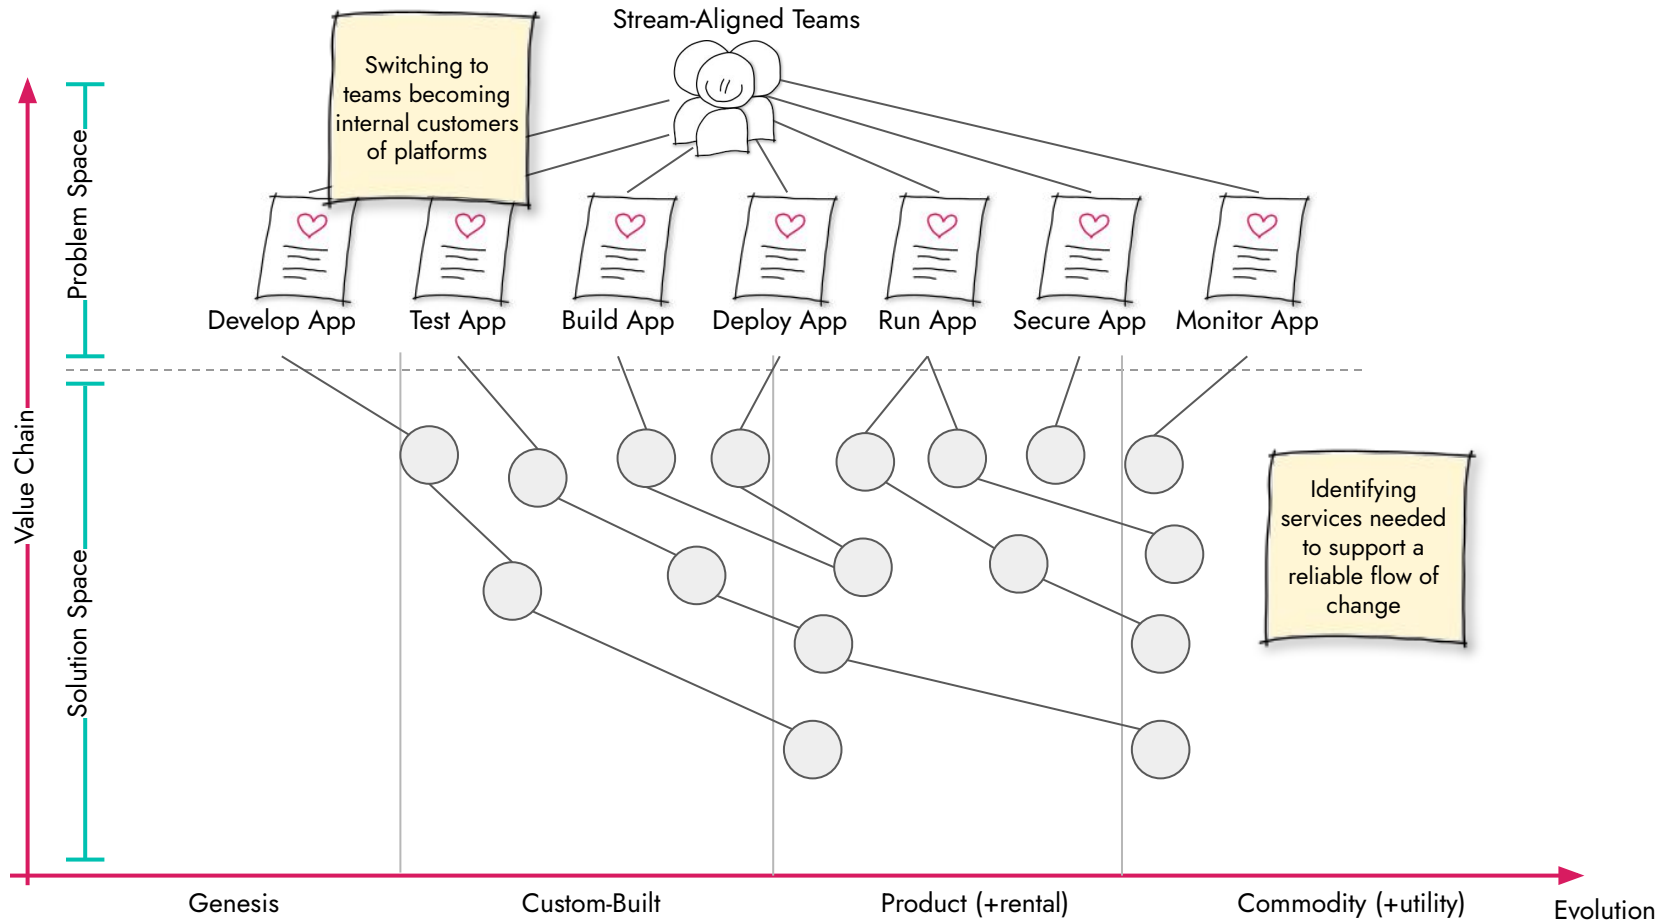 Stream-Aligned Teams
Switching to
teams becoming
internal customers
of platforms
Problem Space
Develop App
Test App
Build App
Deploy App
Run App
Secure App
Monitor App
Value Chain
Solution Space
Identifying
services needed
to support a
reliable flow of
change
Genesis
Custom-Built
Product (+rental)
Commodity (+utility)
Evolution